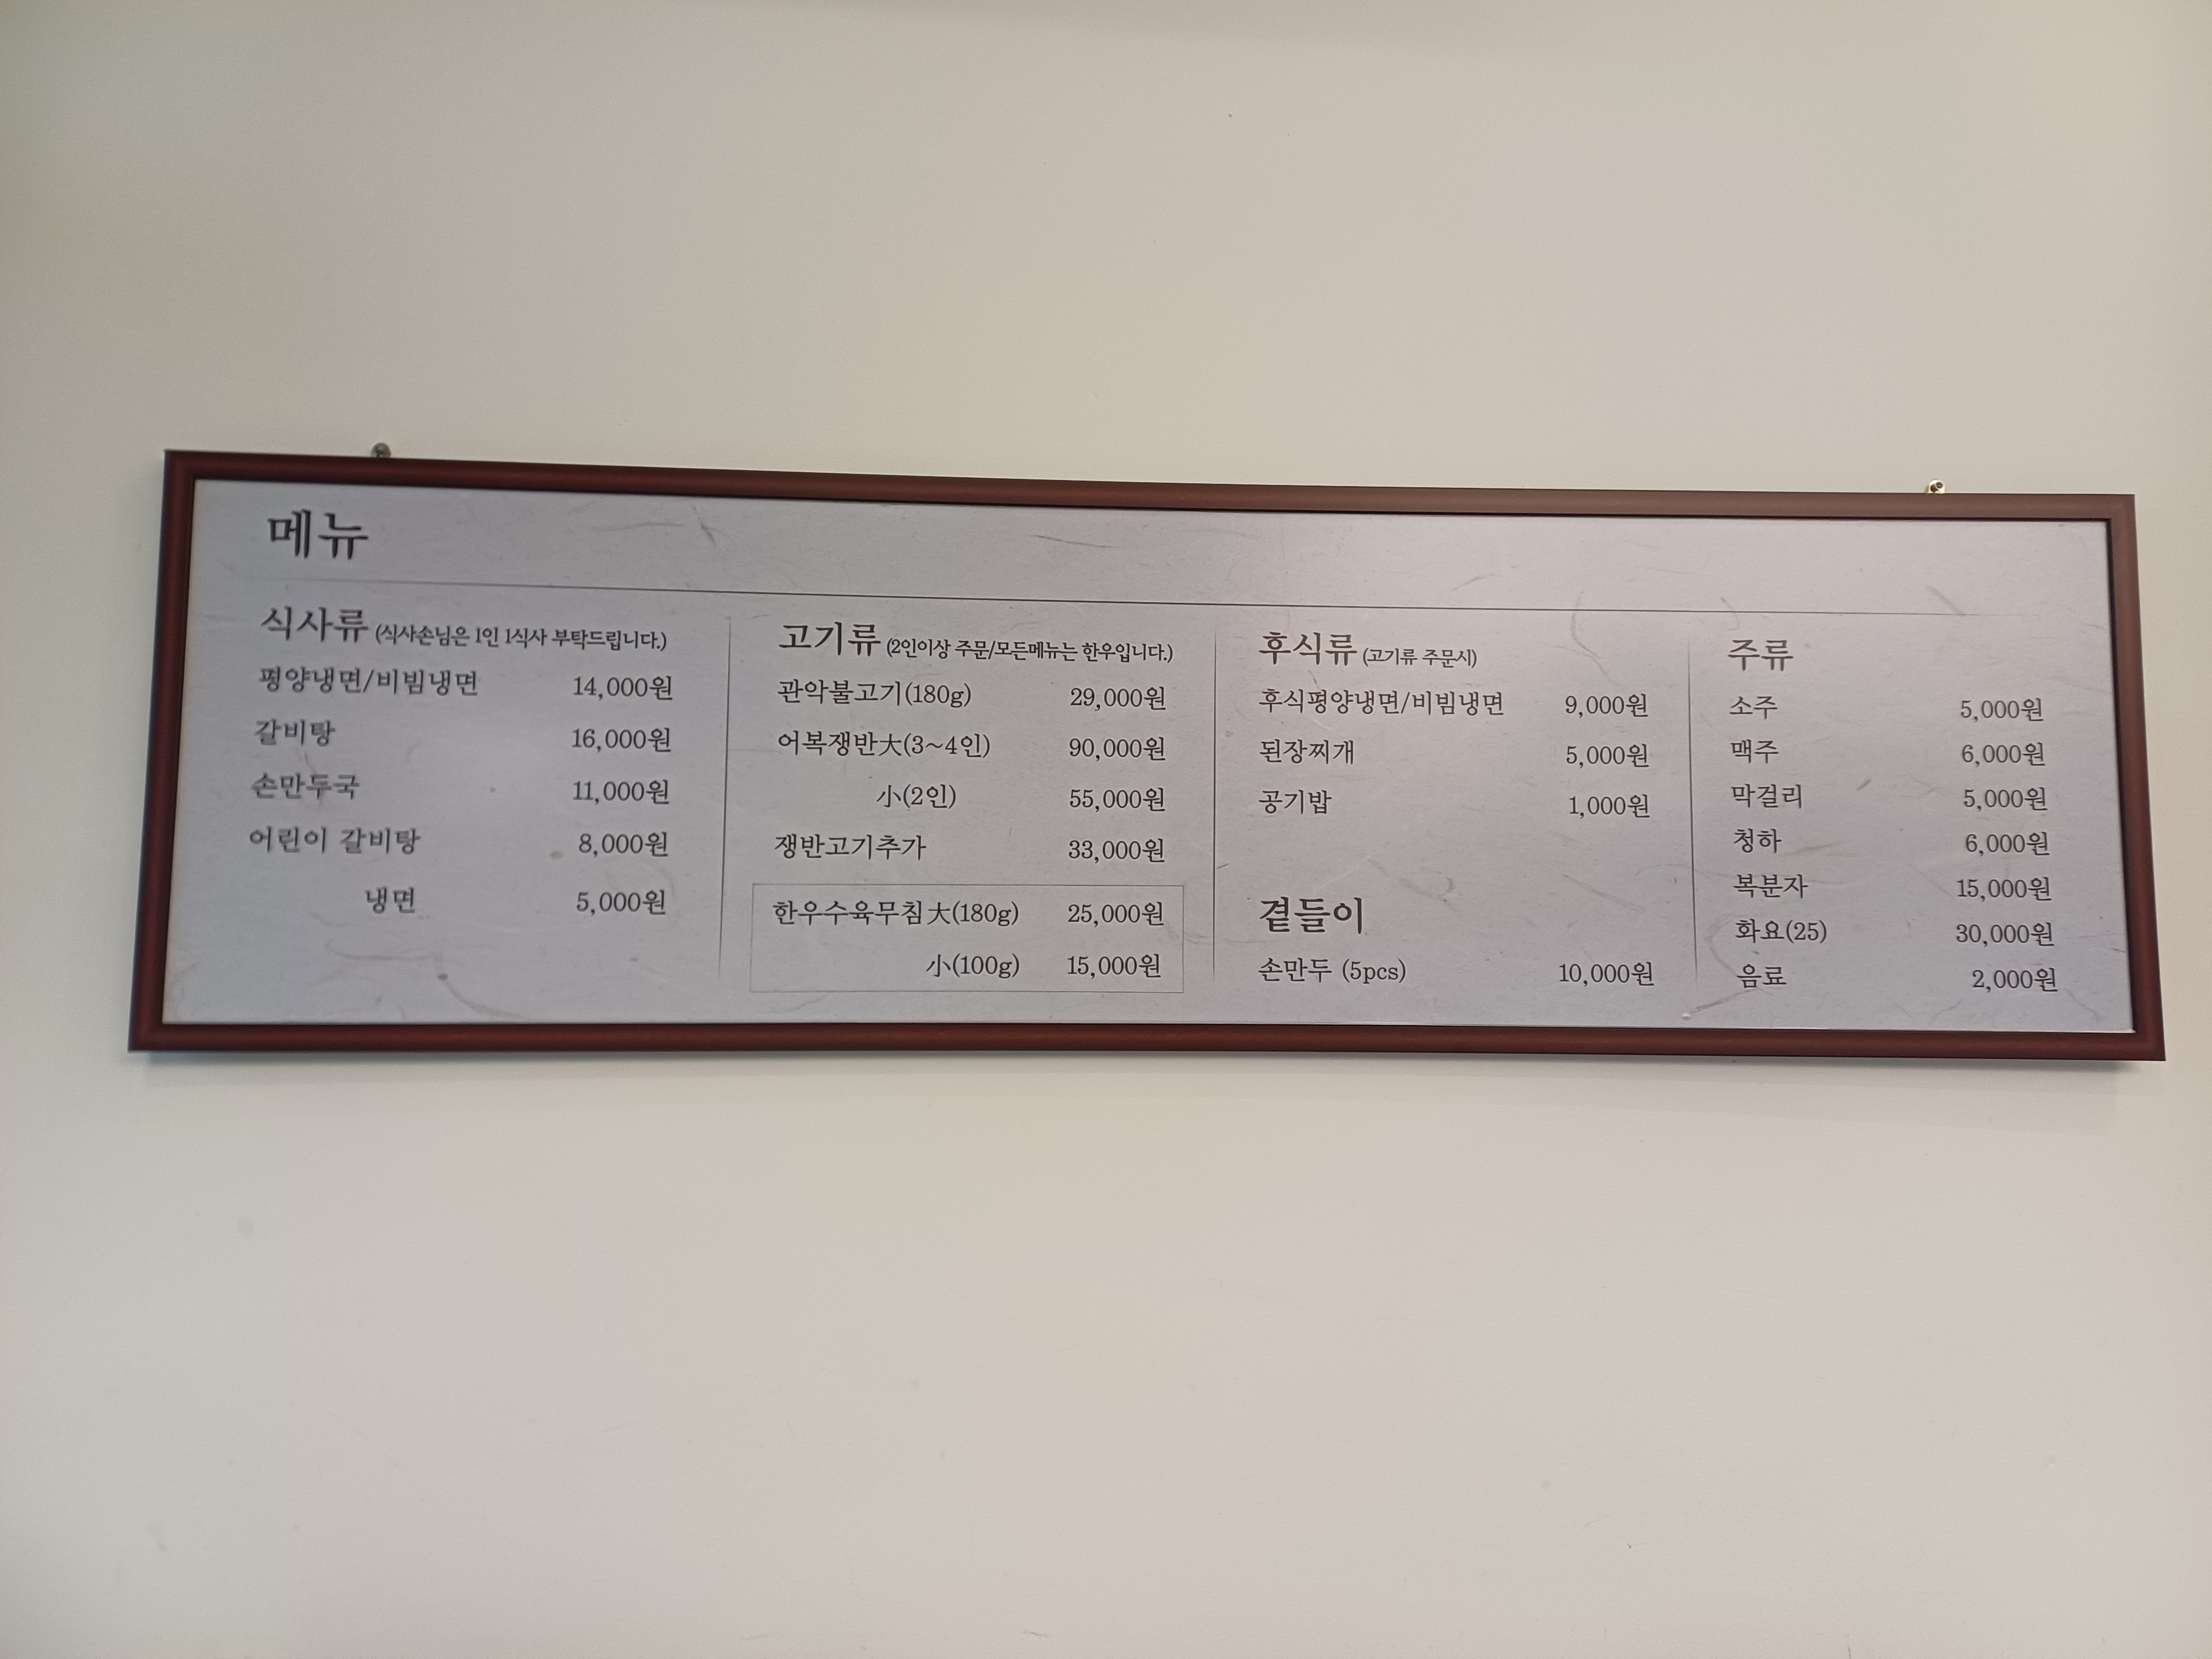 메뉴
식사류 (식사손님은 1인 1식사 부탁드립니다.)
평양냉면/비빔냉면 14,000원
갈비탕 16,000원
손만두국 11,000원
어린이 갈비탕 8,000원
냉면 5,000원
고기류 (2인이상 주문/모든메뉴는 한우입니다.)
관악불고기(180g) 29,000원
어복쟁반大(3~4인) 90,000원
小(2인) 55,000원
쟁반고기추가 33,000원
한우수육무침大(180g) 25,000원
小(100g) 15,000원
후식류 (고기류 주문시)
후식평양냉면/비빔냉면 9,000원
된장찌개 5,000원
공기밥 1,000원
곁들이
손만두 (5pcs) 10,000원
주류
소주 5,000원
맥주 6,000원
막걸리 5,000원
청하 6,000원
복분자 15,000원
화요(25) 30,000원
음료 2,000원